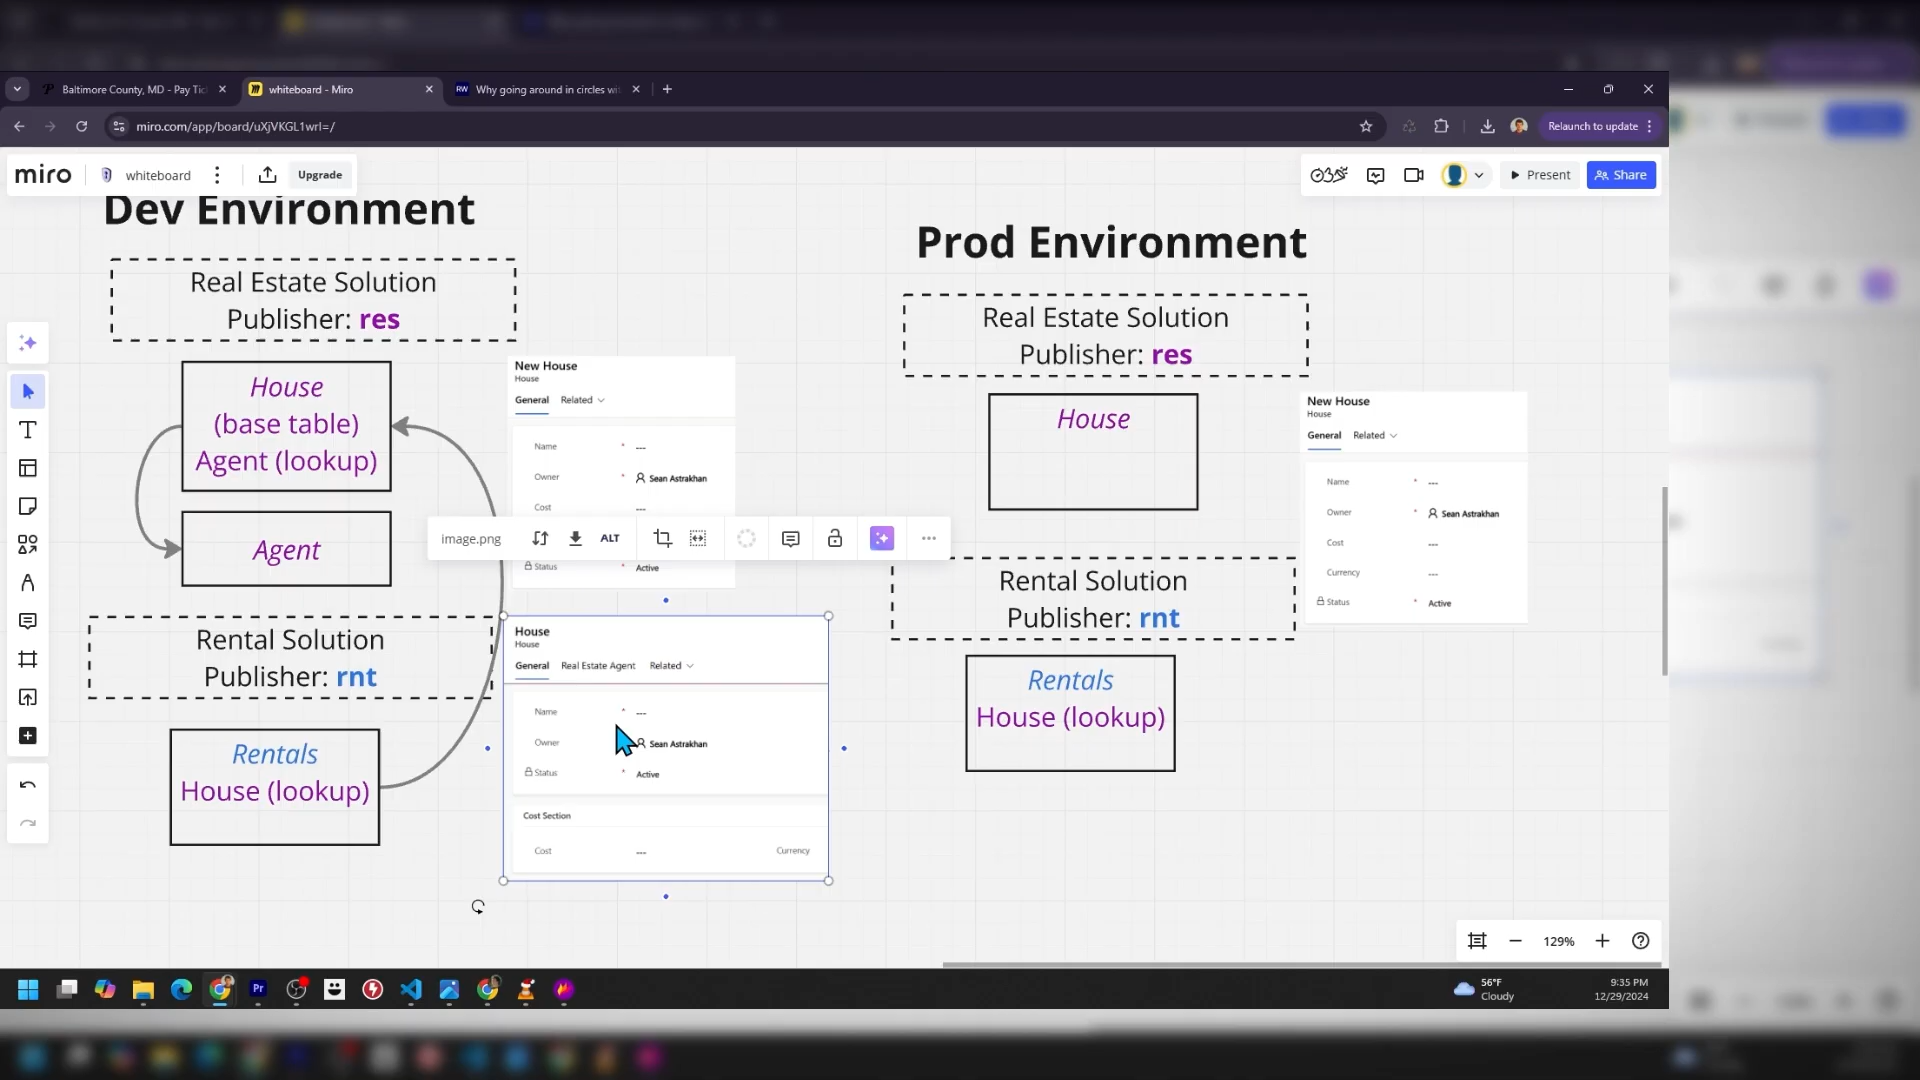 Baltimore County, MD - Pay Tic
whiteboard - Miro
RW
Why going around in circles wi
miro.com/app/board/uXjVKGL1wrI=/
Relaunch to update
miro
whiteboard
Upgrade
Present
Share
Dev Environment
Real Estate Solution
Publisher: res
House
(base table)
Agent (lookup)
Agent
Rental Solution
Publisher: rnt
Rentals
House (lookup)
New House
House
General
Related
Name
* ---
Owner
* Sean Astrakhan
Cost
---
image.png
ALT
Status
* Active
House
House
General
Real Estate Agent
Related
Name
* ---
Owner
Sean Astrakhan
Status
* Active
Cost Section
Cost
---
Currency
Prod Environment
Real Estate Solution
Publisher: res
House
Rental Solution
Publisher: rnt
Rentals
House (lookup)
New House
House
General
Related
Name
* ---
Owner
* Sean Astrakhan
Cost
---
Currency
---
Status
* Active
129%
Pr
56°F
Cloudy
9:35 PM
12/29/2024